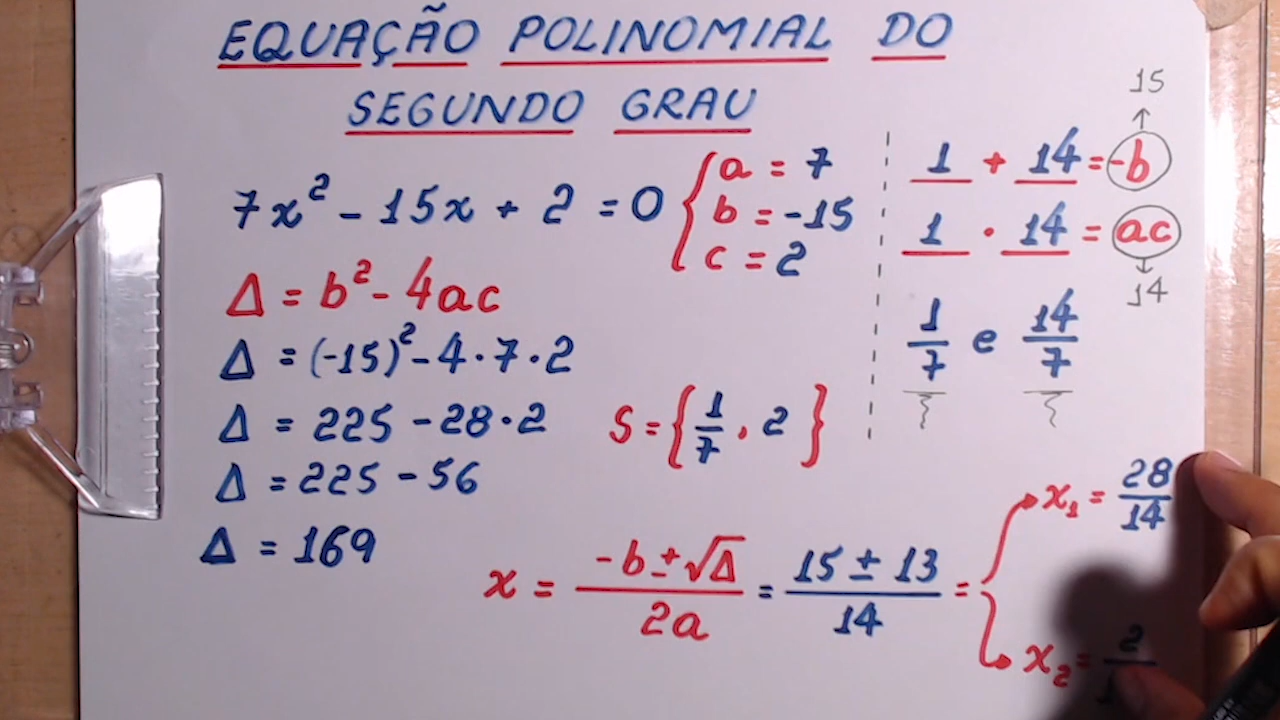 EQUAÇÃO POLINOMIAL DO
SEGUNDO GRAU
7x² - 15x + 2 = 0 { a = 7
b = -15
c = 2
Δ = b² - 4ac
Δ = (-15)² - 4·7·2
Δ = 225 - 28·2
Δ = 225 - 56
Δ = 169
S = { 1/7 , 2 }
x = (-b ± √Δ)/2a = (15 ± 13)/14 =
x₁ = 28/14
x₂ = 2/
15
1 + 14 = -b
1 · 14 = ac
14
1/7 e 14/7